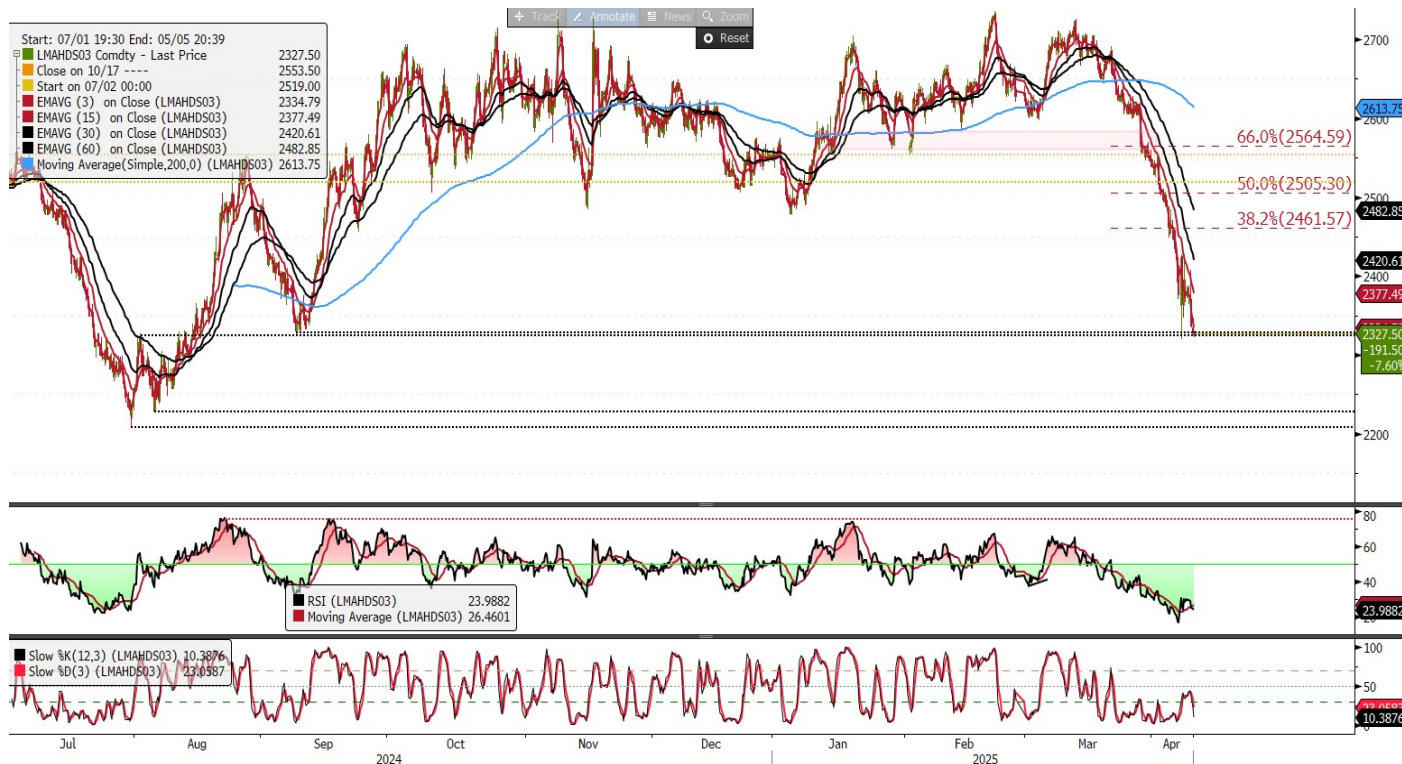 Track Annotate News Zoom
Reset
Start: 07/01 19:30 End: 05/05 20:39
LMAHDS03 Comdty - Last Price 2327.50
Close on 10/17 ---- 2553.50
Start on 07/02 00:00 2519.00
EMAVG (3) on Close (LMAHDS03) 2334.79
EMAVG (15) on Close (LMAHDS03) 2377.49
EMAVG (30) on Close (LMAHDS03) 2420.61
EMAVG (60) on Close (LMAHDS03) 2482.85
Moving Average(Simple,200,0) (LMAHDS03) 2613.75
2700
2613.75
2600
66.0%(2564.59)
50.0%(2505.30)
2500
2482.85
38.2%(2461.57)
2420.61
2400
2377.49
2327.50
-191.50
-7.60%
2200
80
60
40
23.9882
RSI (LMAHDS03) 23.9882
Moving Average (LMAHDS03) 26.4601
Slow %K(12,3) (LMAHDS03) 10.3876
Slow %D(3) (LMAHDS03) 23.0587
100
50
23.0587
10.3876
0
Jul Aug Sep Oct Nov Dec Jan Feb Mar Apr
2024 2025